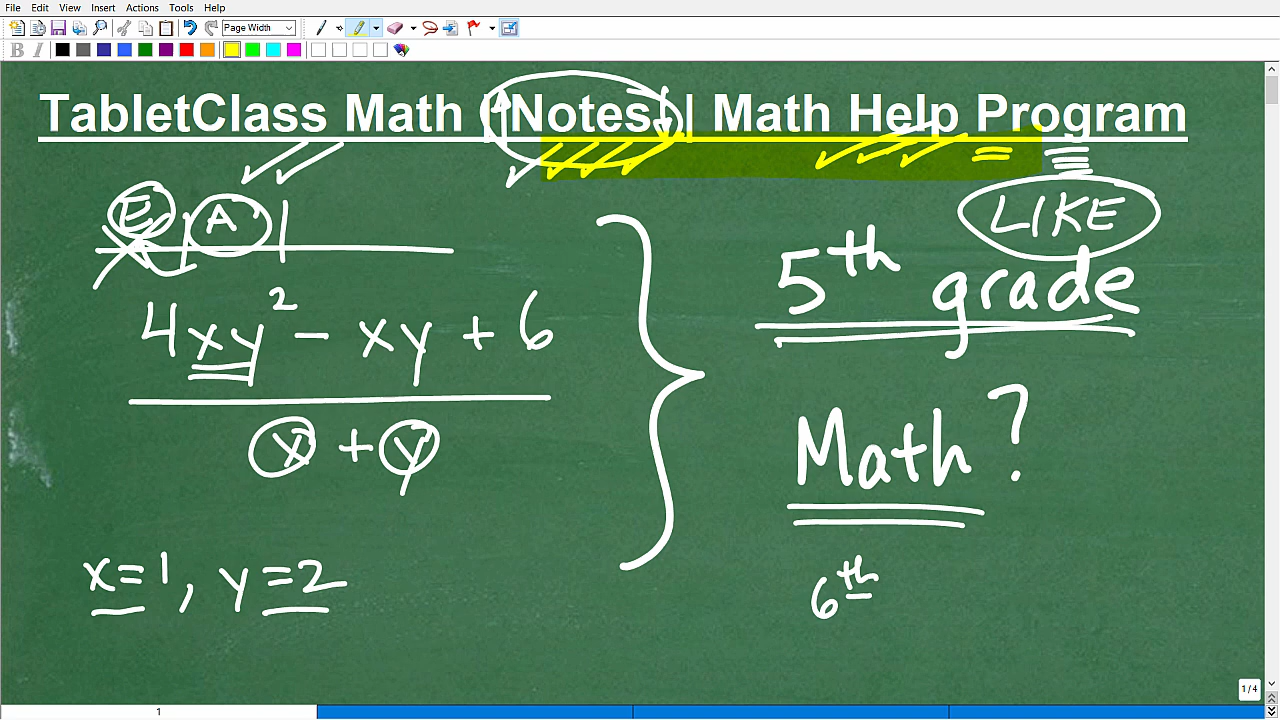 File Edit View Insert Actions Tools Help
Page Width
B I
TabletClass Math | Notes | Math Help Program
E A
LIKE
5th grade
4xy² - xy + 6
x + y
Math?
x=1, y=2
6th
1/4
1